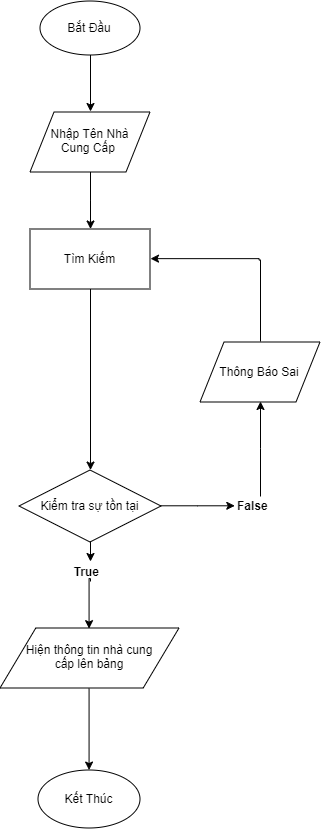 Bắt Đầu
Nhập Tên Nhà
Cung Cấp
Tìm Kiếm
Thông Báo Sai
Kiểm tra sự tồn tại
False
True
Hiện thông tin nhà cung
cấp lên bảng
Kết Thúc